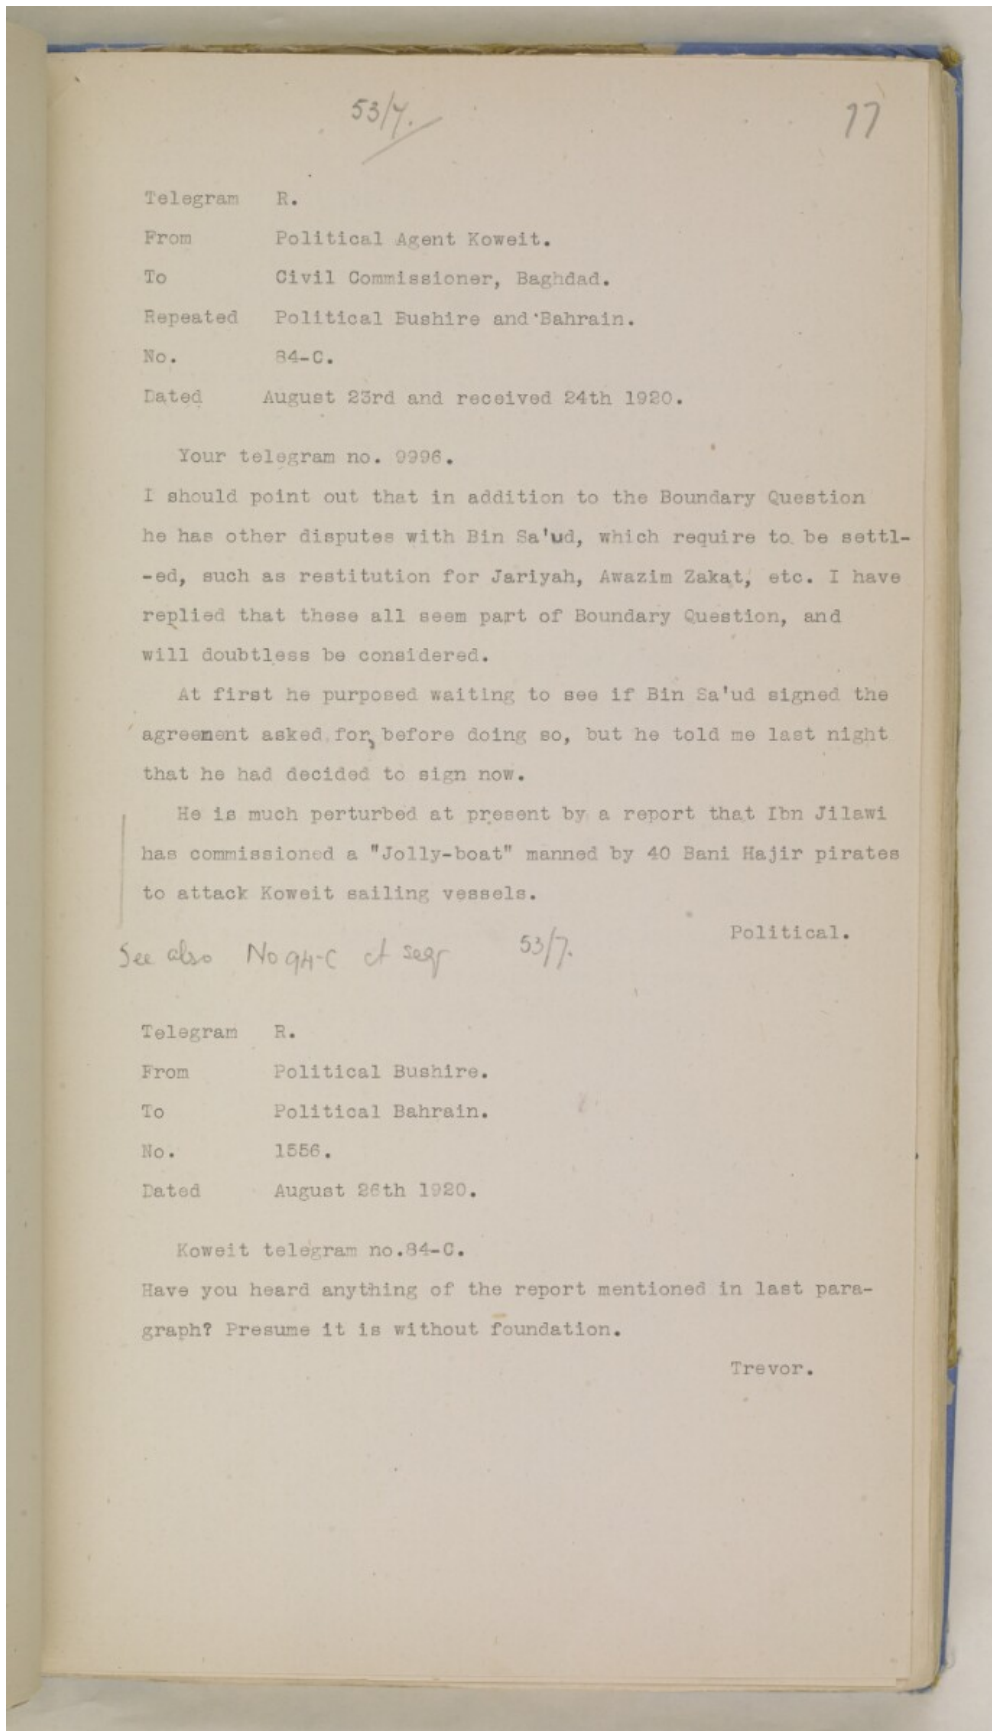 53/7.
77
Telegram R.
From Political Agent Koweit.
To Civil Commissioner, Baghdad.
Repeated Political Bushire and Bahrain.
No. 84-C.
Dated August 23rd and received 24th 1920.
Your telegram no. 9996.
I should point out that in addition to the Boundary Question
he has other disputes with Bin Sa'ud, which require to be settl-
-ed, such as restitution for Jariyah, Awazim Zakat, etc. I have
replied that these all seem part of Boundary Question, and
will doubtless be considered.
At first he purposed waiting to see if Bin Sa'ud signed the
agreement asked for, before doing so, but he told me last night
that he had decided to sign now.
He is much perturbed at present by a report that Ibn Jilawi
has commissioned a "Jolly-boat" manned by 40 Bani Hajir pirates
to attack Koweit sailing vessels.
Political.
See also No 94-C et seqr 53/7.
Telegram R.
From Political Bushire.
To Political Bahrain.
No. 1556.
Dated August 26th 1920.
Koweit telegram no.84-C.
Have you heard anything of the report mentioned in last para-
graph? Presume it is without foundation.
Trevor.